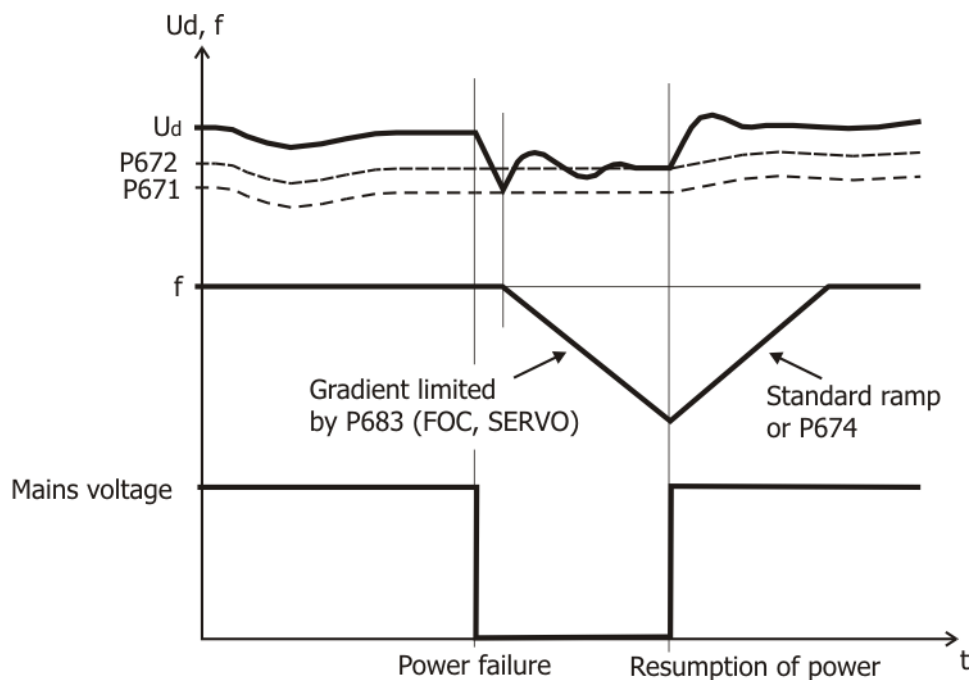 Ud, f
Ud
P672
P671
f
Gradient limited
by P683 (FOC, SERVO)
Standard ramp
or P674
Mains voltage
Power failure
Resumption of power
t